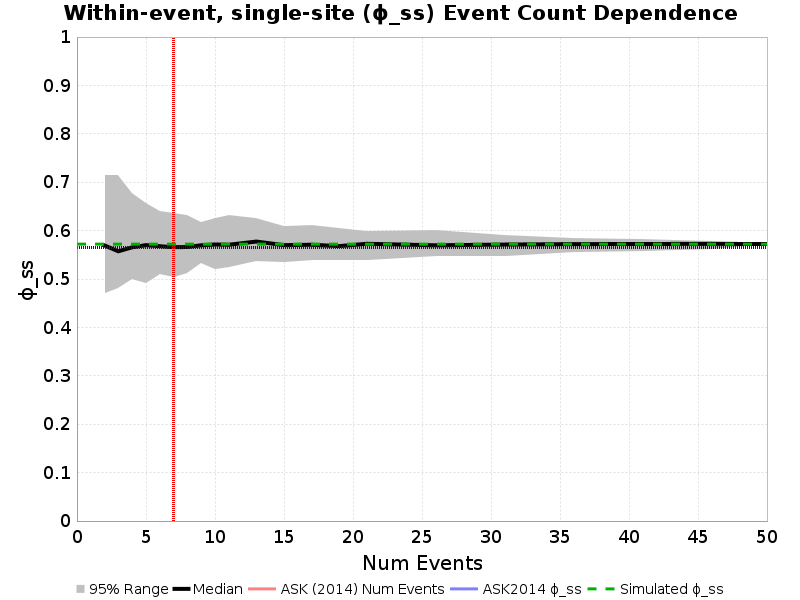 Within-event, single-site (ϕ_ss) Event Count Dependence
1
0.9
0.8
0.7
0.6
0.5
0.4
0.3
0.2
0.1
0
ϕ_ss
0 5 10 15 20 25 30 35 40 45 50
Num Events
95% Range Median ASK (2014) Num Events ASK2014 ϕ_ss Simulated ϕ_ss